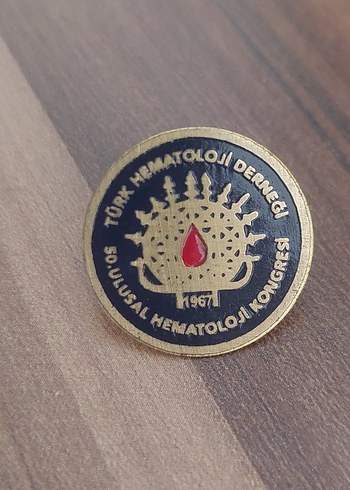 TÜRK HEMATOLOJİ DERNEĞİ
1967
50. ULUSAL HEMATOLOJİ KONGRESİ